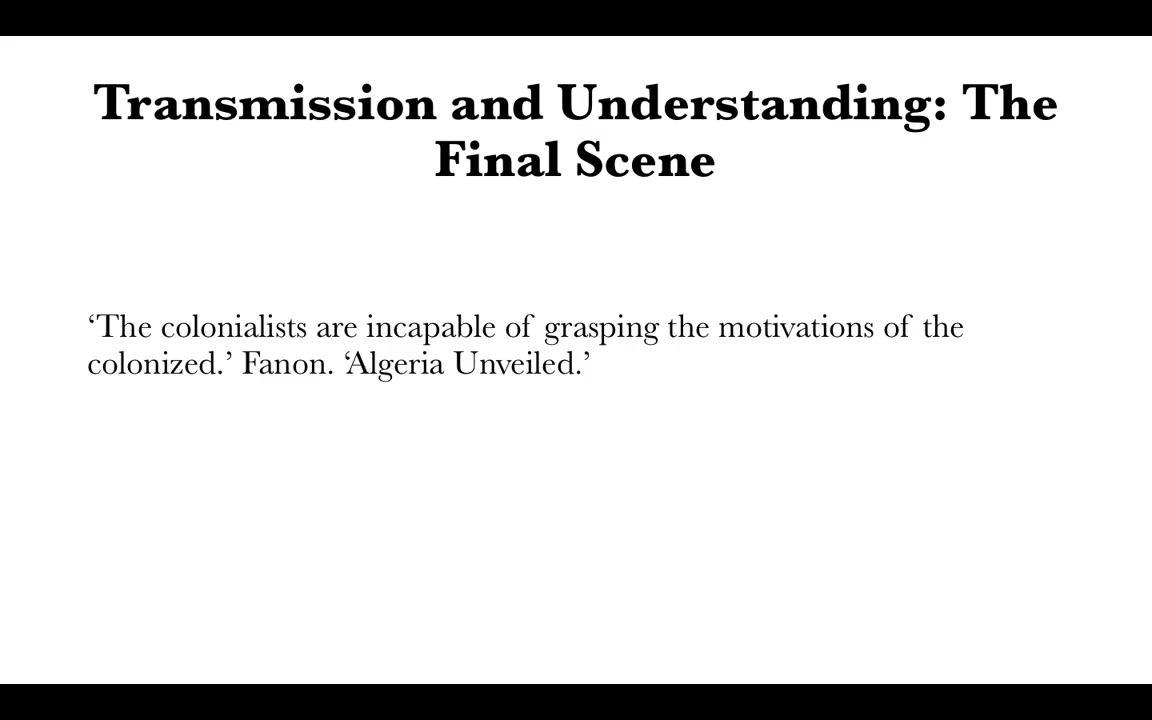 Transmission and Understanding: The
Final Scene
‘The colonialists are incapable of grasping the motivations of the
colonized.’ Fanon. ‘Algeria Unveiled.’